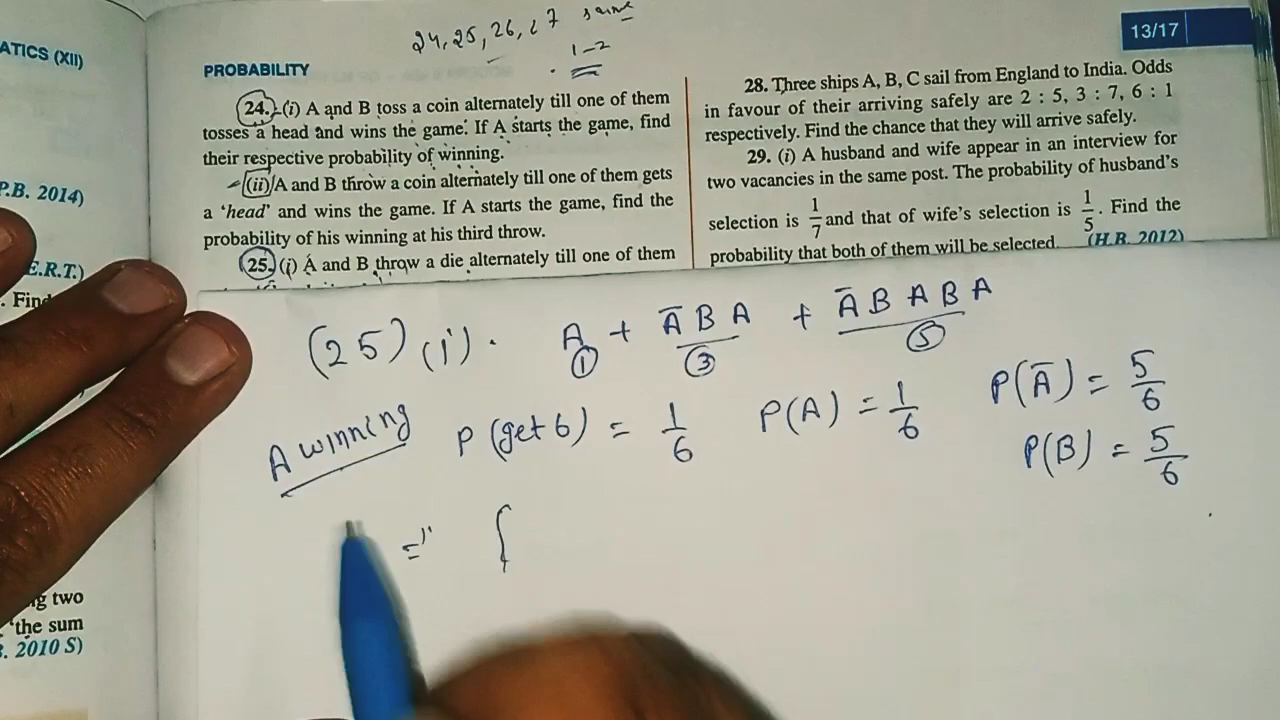 ATICS (XII)
P.B. 2014)
E.R.T.)
. Find
ng two
'the sum
. 2010 S)
24, 25, 26, 27 same
1-2
13/17
PROBABILITY
24. (i) A and B toss a coin alternately till one of them
tosses a head and wins the game. If A starts the game, find
their respective probability of winning.
(ii) A and B throw a coin alternately till one of them gets
a 'head' and wins the game. If A starts the game, find the
probability of his winning at his third throw.
25. (i) A and B throw a die alternately till one of them
28. Three ships A, B, C sail from England to India. Odds
in favour of their arriving safely are 2 : 5, 3 : 7, 6 : 1
respectively. Find the chance that they will arrive safely.
29. (i) A husband and wife appear in an interview for
two vacancies in the same post. The probability of husband's
selection is 1/7 and that of wife's selection is 1/5. Find the
probability that both of them will be selected. (H.B. 2012)
(25) (i). A + Ā B A + Ā B A B A
① ③ ⑤
A winning P(get 6) = 1/6 P(A) = 1/6 P(Ā) = 5/6
P(B) = 5/6
=